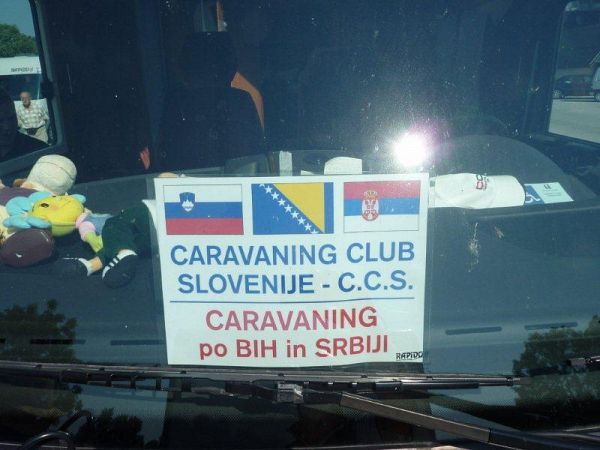 CARAVANING CLUB
SLOVENIJE - C.C.S.
CARAVANING
po BIH in SRBIJI
RAPIDO